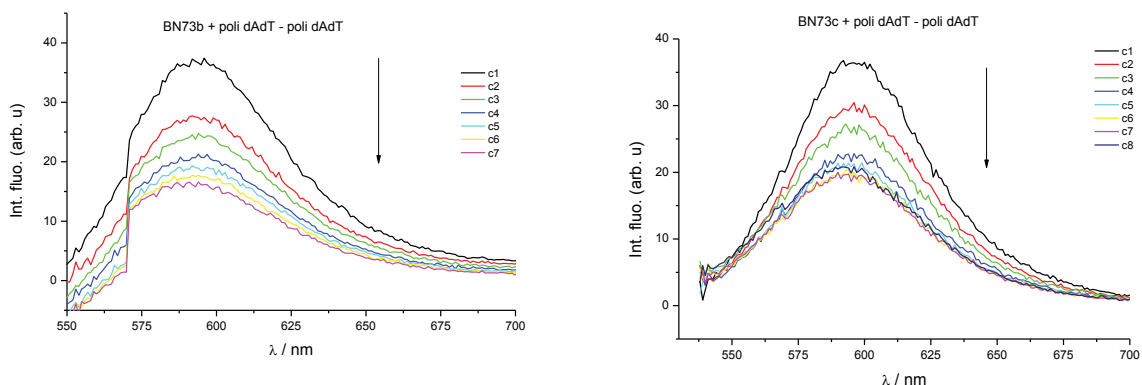 BN73b + poli dAdT - poli dAdT
40
30
20
10
0
Int. fluo. (arb. u)
550 575 600 625 650 675 700
λ / nm
c1
c2
c3
c4
c5
c6
c7
BN73c + poli dAdT - poli dAdT
40
30
20
10
0
Int. fluo. (arb. u)
550 575 600 625 650 675 700
λ / nm
c1
c2
c3
c4
c5
c6
c7
c8